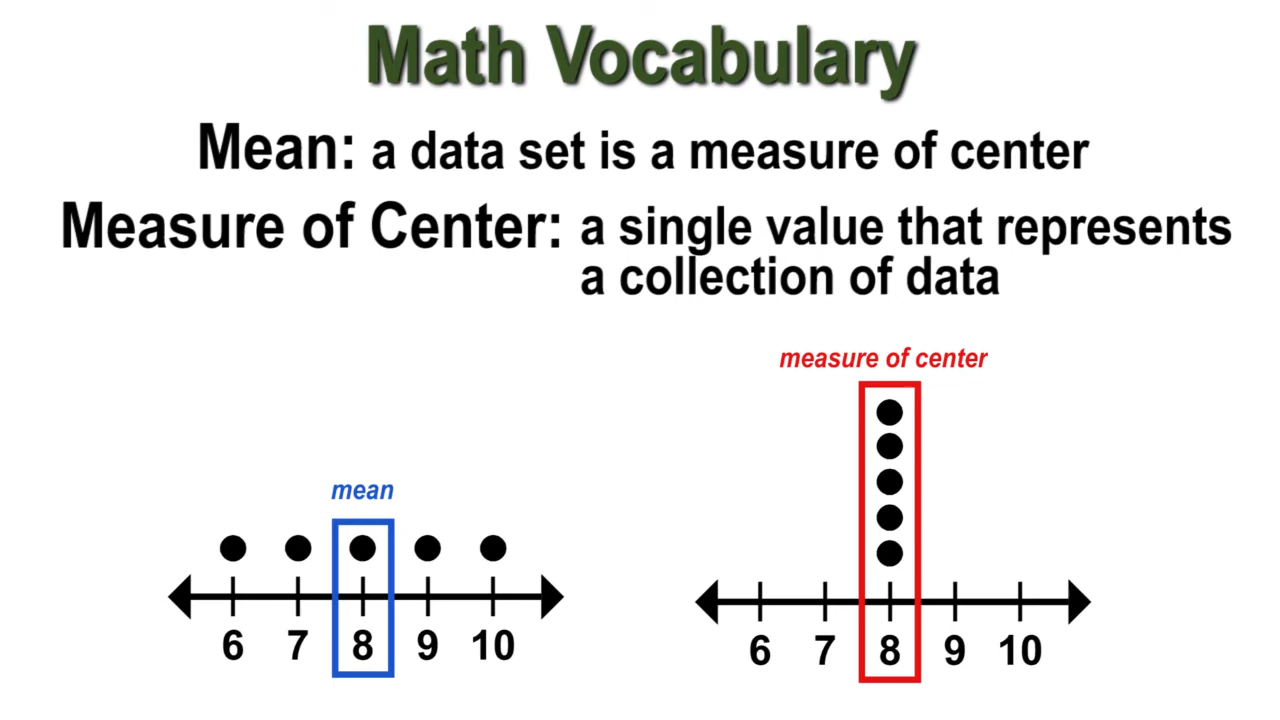 Math Vocabulary
Mean: a data set is a measure of center
Measure of Center: a single value that represents
a collection of data
measure of center
mean
6 7 8 9 10
6 7 8 9 10